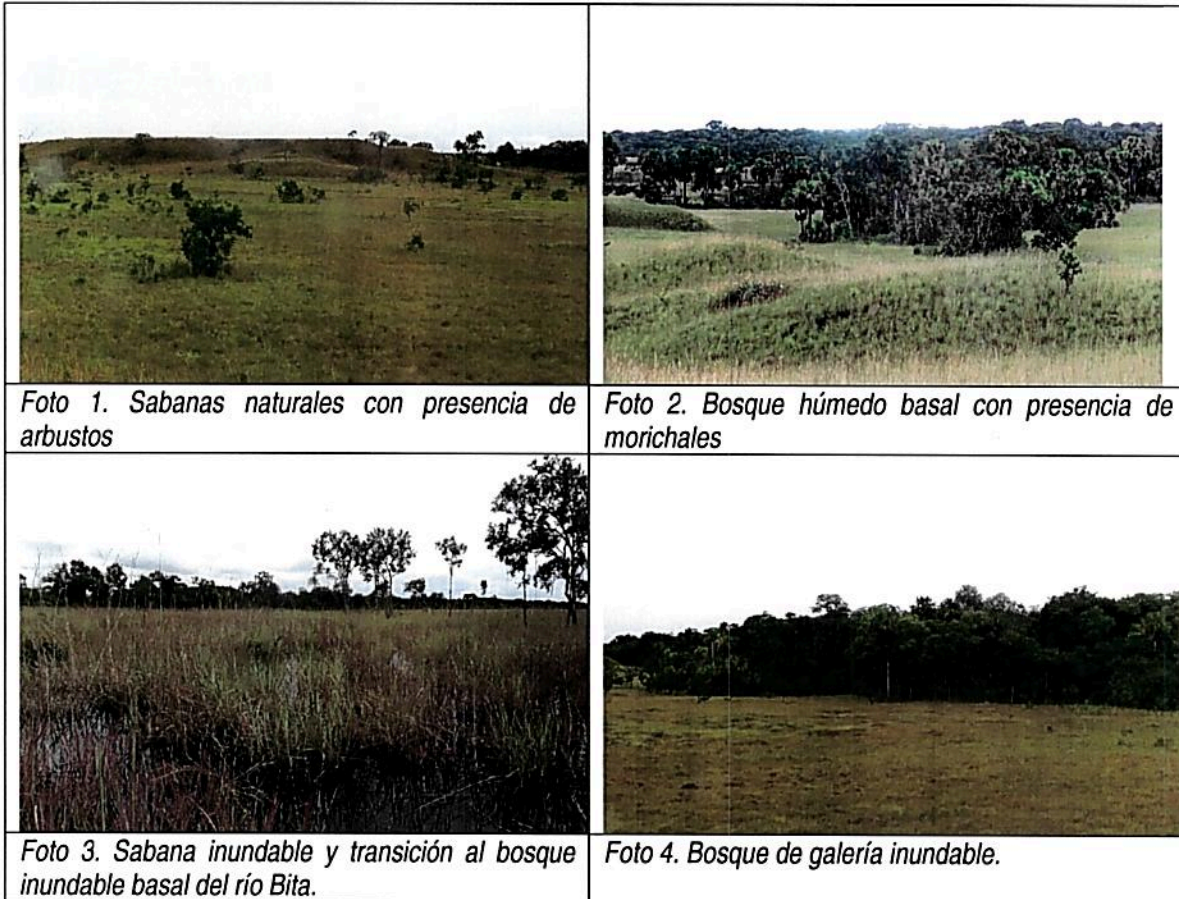 Foto 1. Sabanas naturales con presencia de
arbustos
Foto 2. Bosque húmedo basal con presencia de
morichales
Foto 3. Sabana inundable y transición al bosque
inundable basal del río Bita.
Foto 4. Bosque de galería inundable.